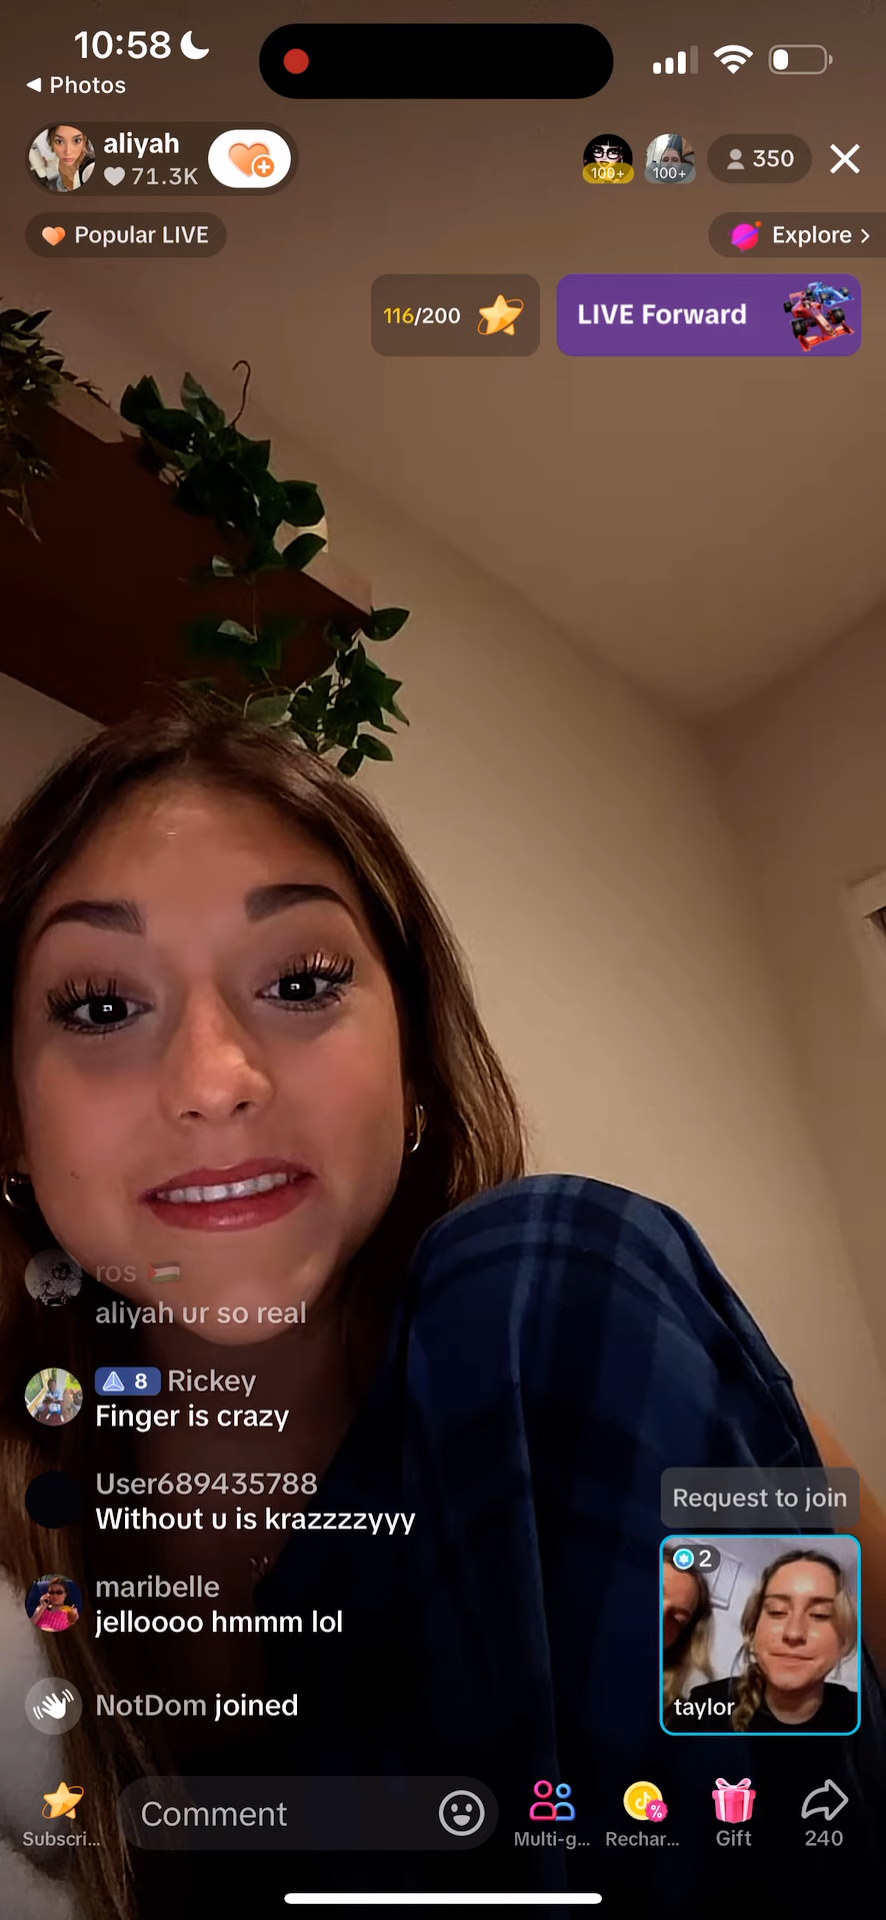 10:58
◀ Photos
aliyah
71.3K
100+
100+
350
Popular LIVE
Explore >
116/200
LIVE Forward
ros 🇵🇸
aliyah ur so real
8 Rickey
Finger is crazy
User689435788
Without u is krazzzzyyy
Request to join
2
maribelle
jelloooo hmmm lol
NotDom joined
taylor
Comment
Subscri...
Multi-g...
Rechar...
Gift
240